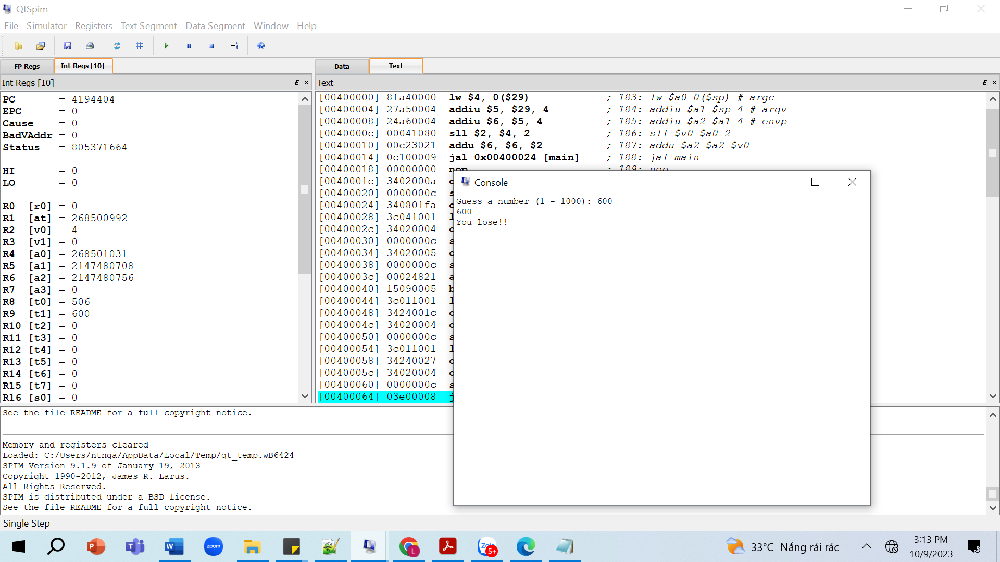 QtSpim
File Simulator Registers Text Segment Data Segment Window Help
FP Regs
Int Regs [10]
Data
Text
Int Regs [10]
Text
PC = 4194404
EPC = 0
Cause = 0
BadVAddr = 0
Status = 805371664
HI = 0
LO = 0
R0 [r0] = 0
R1 [at] = 268500992
R2 [v0] = 4
R3 [v1] = 0
R4 [a0] = 268501031
R5 [a1] = 2147480708
R6 [a2] = 2147480756
R7 [a3] = 0
R8 [t0] = 506
R9 [t1] = 600
R10 [t2] = 0
R11 [t3] = 0
R12 [t4] = 0
R13 [t5] = 0
R14 [t6] = 0
R15 [t7] = 0
R16 [s0] = 0
[00400000] 8fa40000 lw $4, 0($29) ; 183: lw $a0 0($sp) # argc
[00400004] 27a50004 addiu $5, $29, 4 ; 184: addiu $a1 $sp 4 # argv
[00400008] 24a60004 addiu $6, $5, 4 ; 185: addiu $a2 $a1 4 # envp
[0040000c] 00041080 sll $2, $4, 2 ; 186: sll $v0 $a0 2
[00400010] 00c23021 addu $6, $6, $2 ; 187: addu $a2 $a2 $v0
[00400014] 0c100009 jal 0x00400024 [main] ; 188: jal main
[00400018] 00000000 nop ; 189: nop
[0040001c] 3402000a
[00400020] 0000000c
[00400024] 340801fa
[00400028] 3c041001
[0040002c] 34020004
[00400030] 0000000c
[00400034] 34020005
[00400038] 0000000c
[0040003c] 00024821
[00400040] 15090005
[00400044] 3c011001
[00400048] 3424001c
[0040004c] 34020004
[00400050] 0000000c
[00400054] 3c011001
[00400058] 34240027
[0040005c] 34020004
[00400060] 0000000c
[00400064] 03e00008
Console
Guess a number (1 - 1000): 600
600
You lose!!
See the file README for a full copyright notice.
Memory and registers cleared
Loaded: C:/Users/ntnga/AppData/Local/Temp/qt_temp.wB6424
SPIM Version 9.1.9 of January 19, 2013
Copyright 1990-2012, James R. Larus.
All Rights Reserved.
SPIM is distributed under a BSD license.
See the file README for a full copyright notice.
Single Step
zoom
5+
33°C Nắng rải rác
3:13 PM
10/9/2023